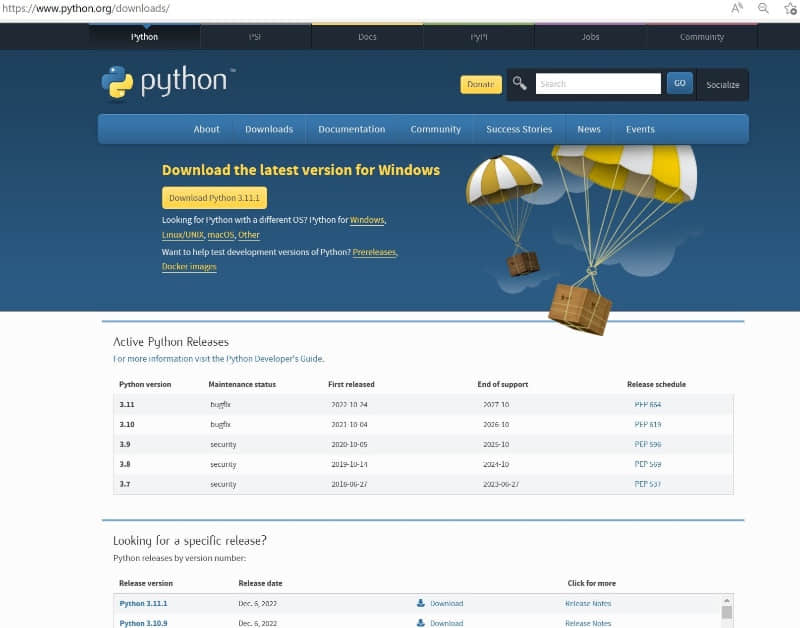 https://www.python.org/downloads/
Python PSF Docs PyPI Jobs Community
python™
Donate Search GO Socialize
About Downloads Documentation Community Success Stories News Events
Download the latest version for Windows
Download Python 3.11.1
Looking for Python with a different OS? Python for Windows,
Linux/UNIX, macOS, Other
Want to help test development versions of Python? Prereleases,
Docker images
Active Python Releases
For more information visit the Python Developer's Guide.
Python version Maintenance status First released End of support Release schedule
3.11 bugfix 2022-10-24 2027-10 PEP 664
3.10 bugfix 2021-10-04 2026-10 PEP 619
3.9 security 2020-10-05 2025-10 PEP 596
3.8 security 2019-10-14 2024-10 PEP 569
3.7 security 2018-06-27 2023-06-27 PEP 537
Looking for a specific release?
Python releases by version number:
Release version Release date Click for more
Python 3.11.1 Dec. 6, 2022 Download Release Notes
Python 3.10.9 Dec. 6, 2022 Download Release Notes